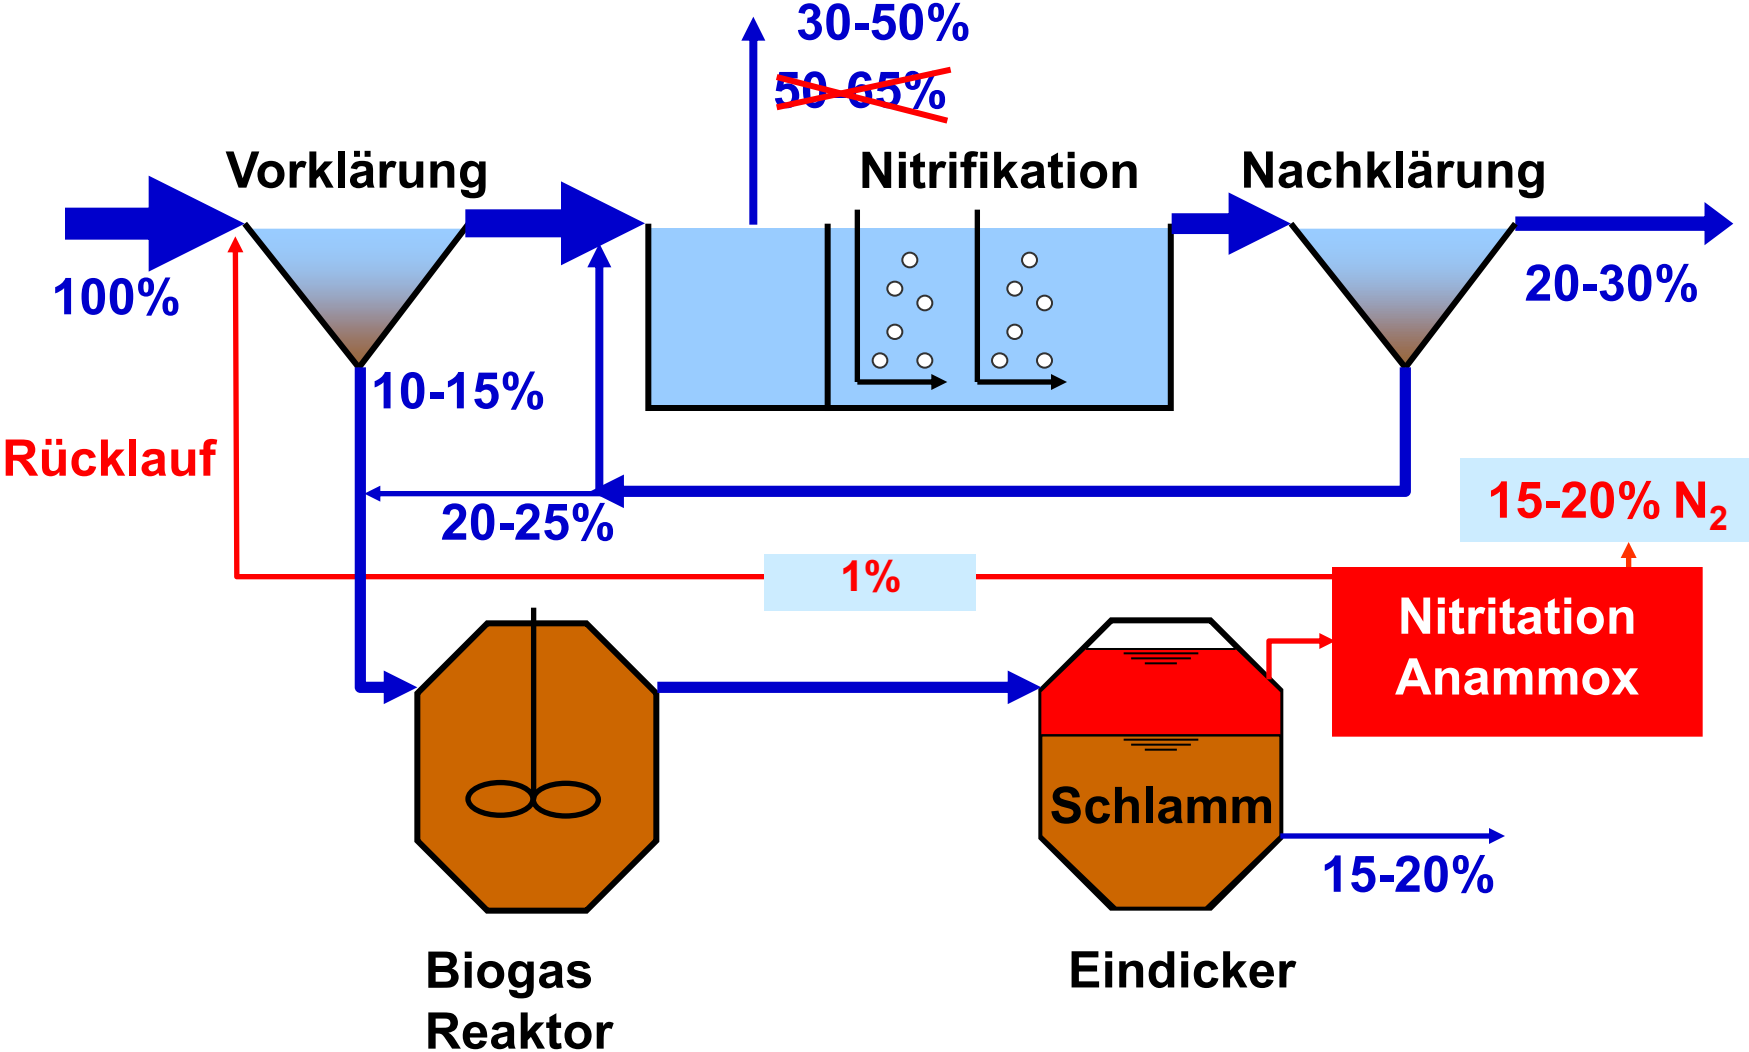 30-50%
50-65%
Vorklärung
Nitrifikation
Nachklärung
100%
20-30%
10-15%
Rücklauf
20-25%
15-20% N₂
1%
Nitritation
Anammox
Schlamm
15-20%
Biogas
Reaktor
Eindicker